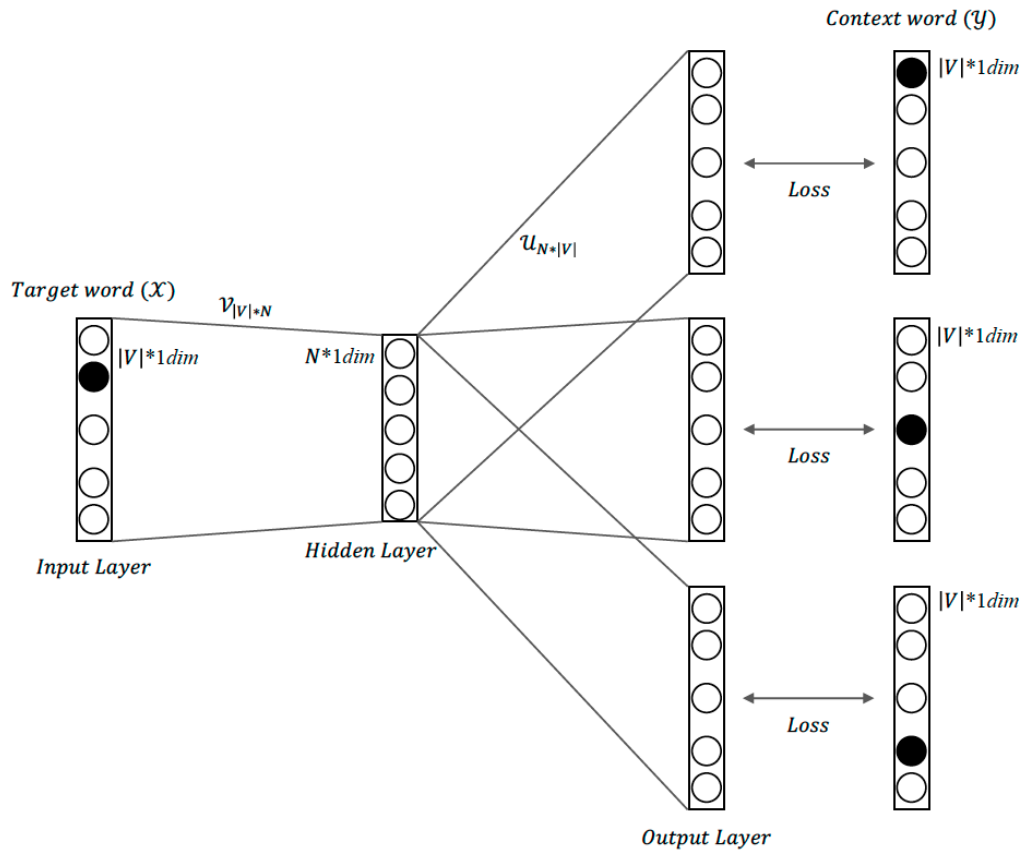 Context word (𝒴)
|V|*1dim
Loss
𝒰N*|V|
Target word (𝒳)
𝒱|V|*N
|V|*1dim
N*1dim
|V|*1dim
Loss
Input Layer
Hidden Layer
|V|*1dim
Loss
Output Layer